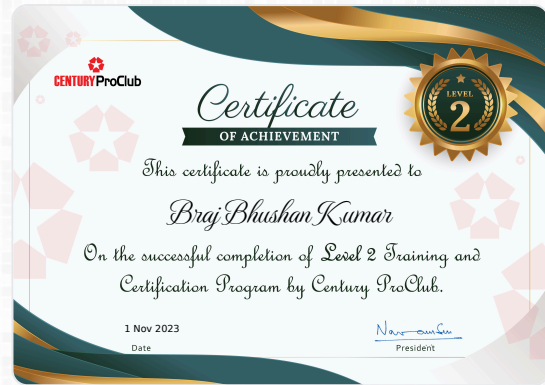 CENTURY ProClub
Certificate
OF ACHIEVEMENT
LEVEL
2
This certificate is proudly presented to
Braj Bhushan Kumar
On the successful completion of Level 2 Training and
Certification Program by Century ProClub.
1 Nov 2023
Date
President